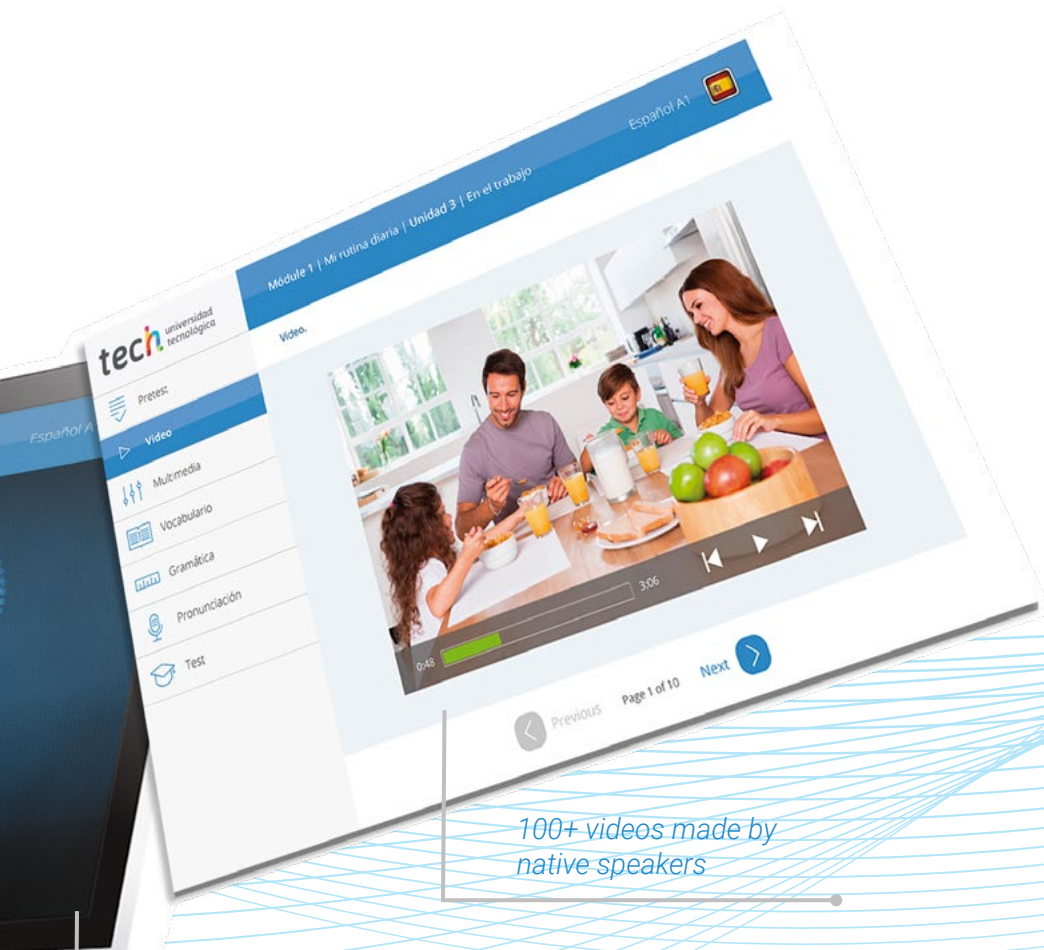 Español A1
Módule 1 | Mi rutina diaria | Unidad 3 | En el trabajo
tech universidad
tecnológica
Video.
Pretest
Video
Multimedia
Vocabulario
Gramática
Pronunciación
Test
0:48
3:06
Previous
Page 1 of 10
Next
Español A
100+ videos made by
native speakers